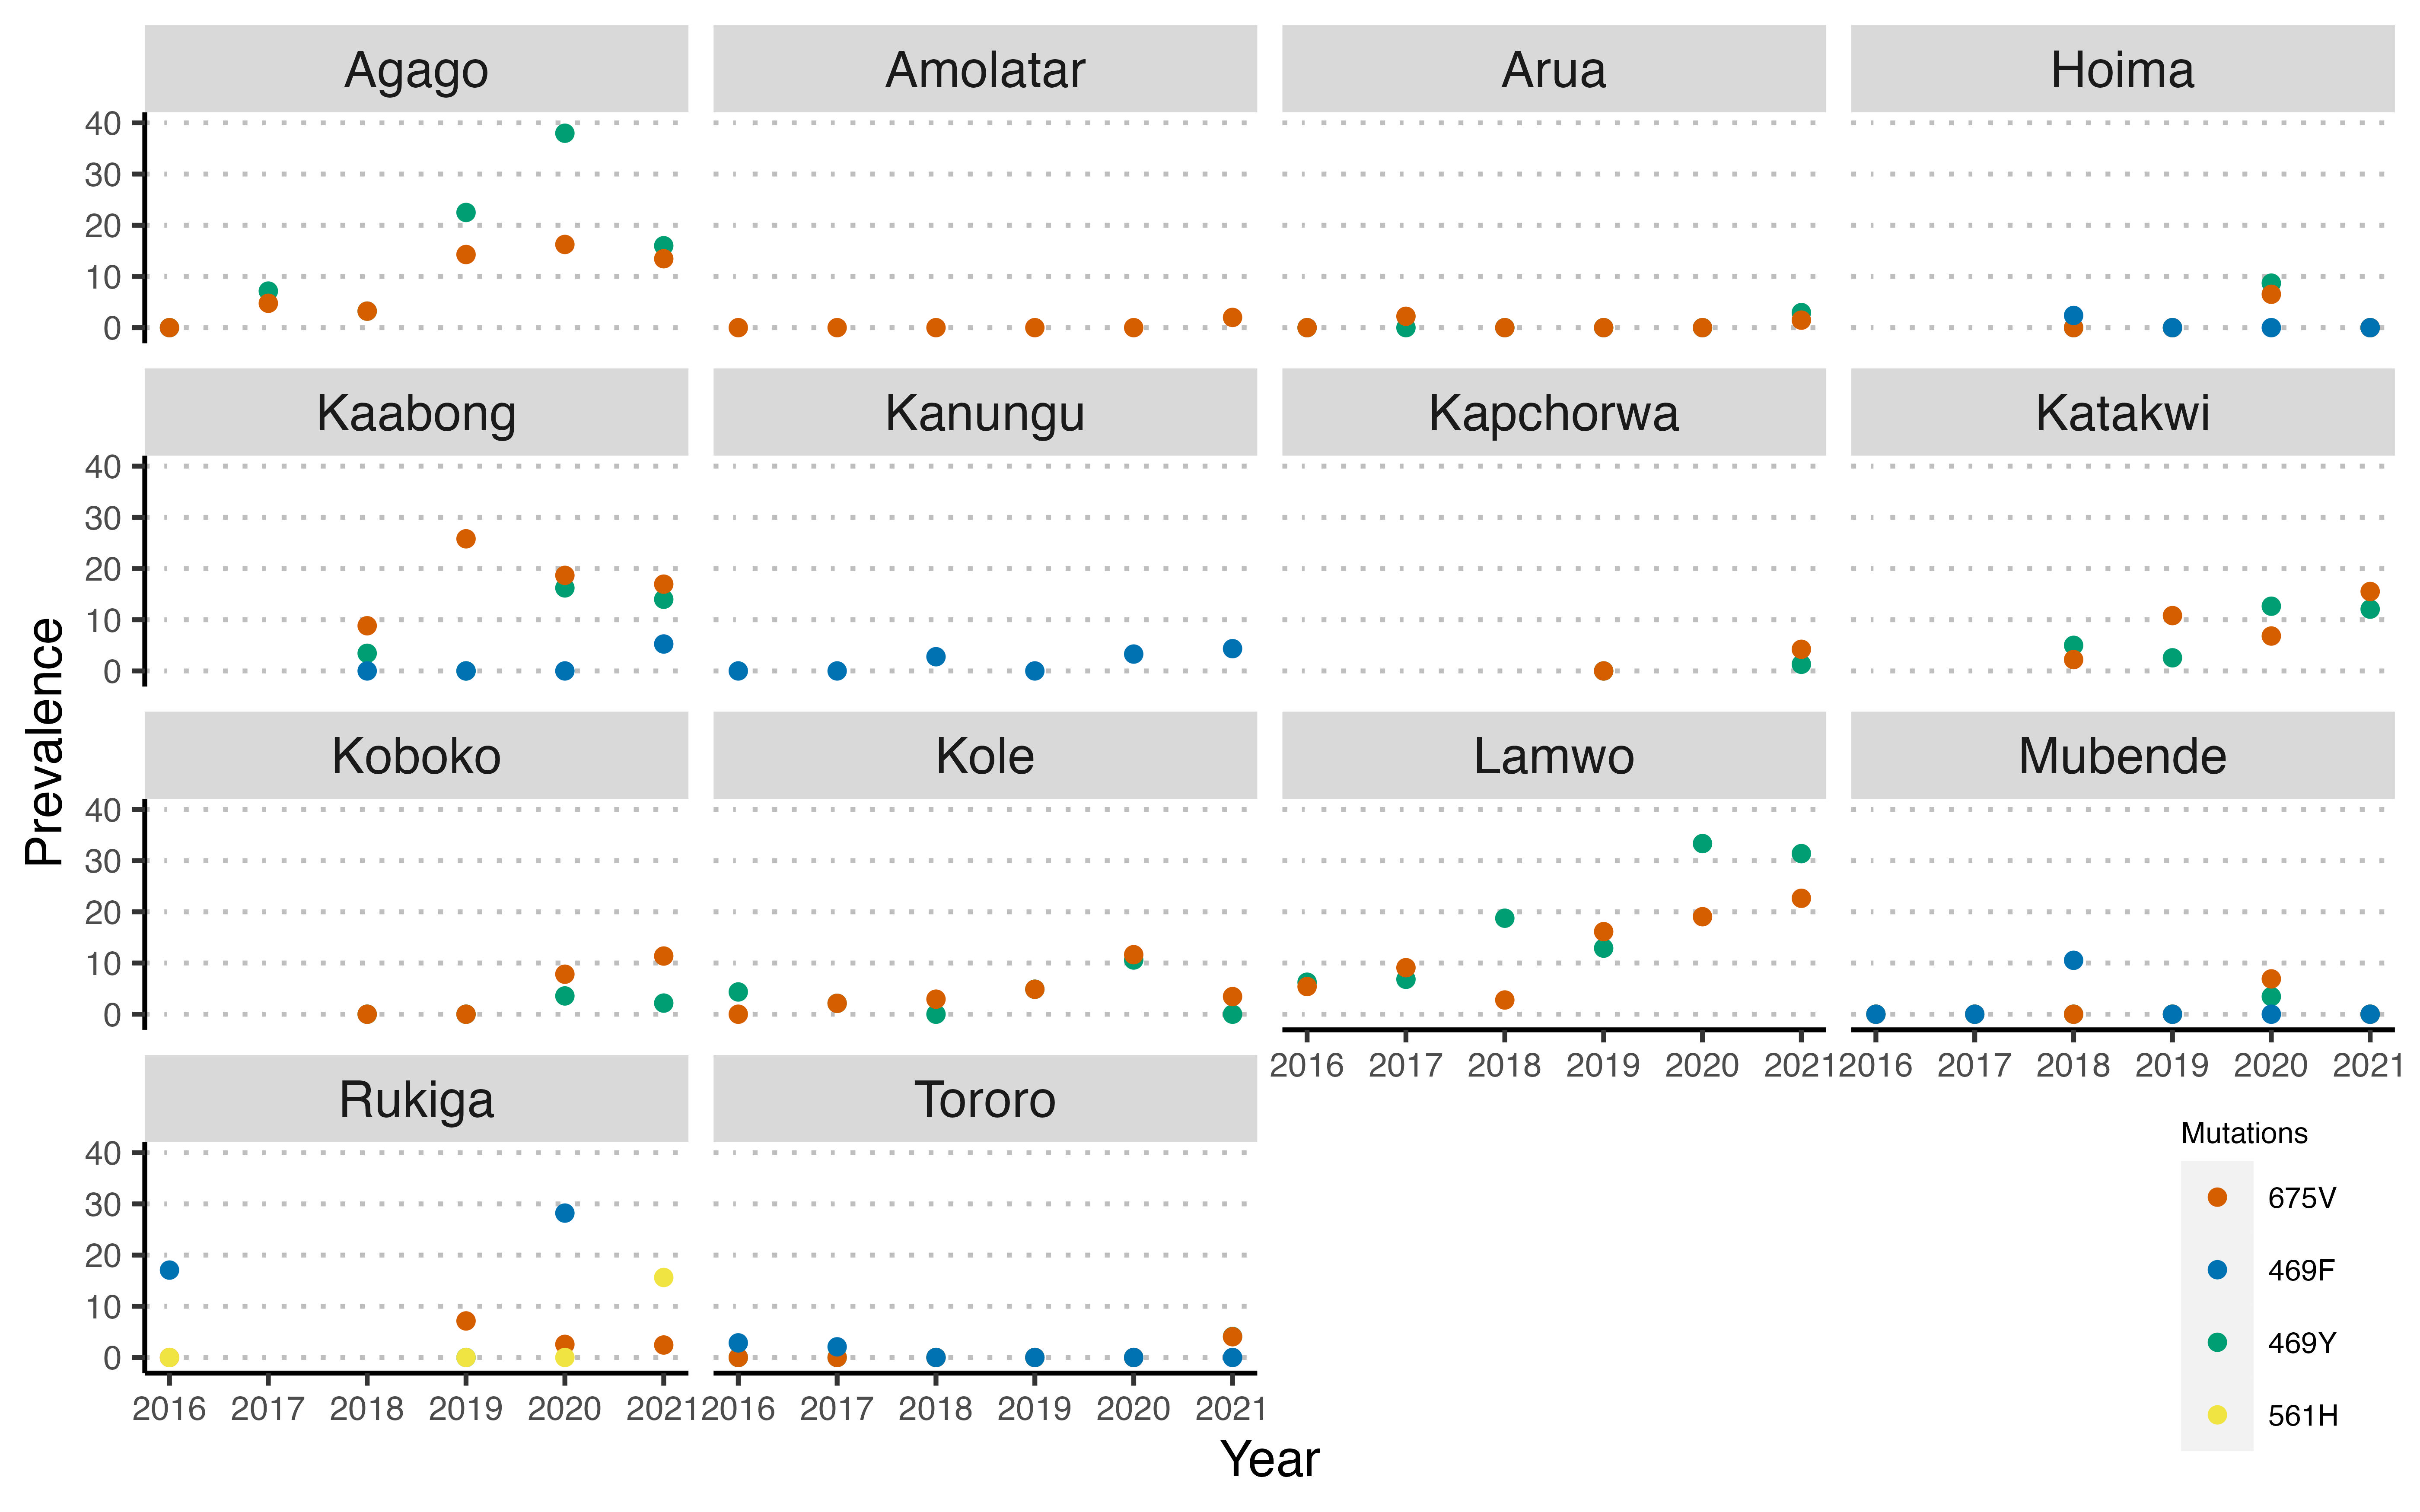 Agago Amolatar Arua Hoima
40
30
20
10
0
Kaabong Kanungu Kapchorwa Katakwi
40
30
20
10
0
Prevalence
Koboko Kole Lamwo Mubende
40
30
20
10
0
2016 2017 2018 2019 2020 2021 2016 2017 2018 2019 2020 2021
Rukiga Tororo
40
30
20
10
0
2016 2017 2018 2019 2020 2021 2016 2017 2018 2019 2020 2021
Year
Mutations
675V
469F
469Y
561H